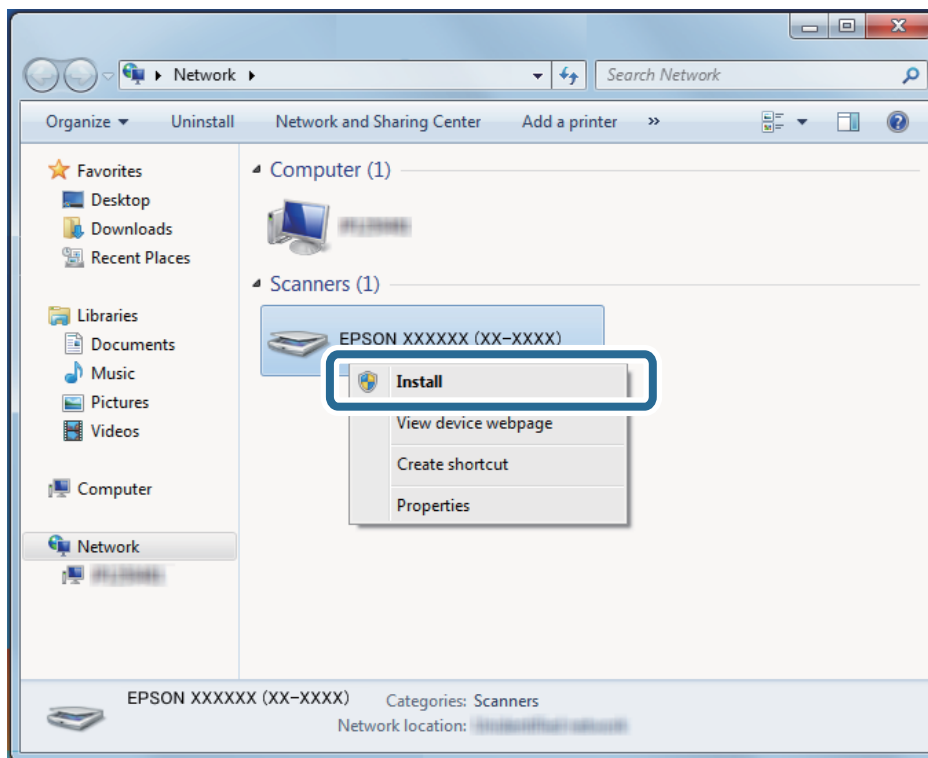 Network
Search Network
Organize Uninstall Network and Sharing Center Add a printer »
Favorites
Desktop
Downloads
Recent Places
Libraries
Documents
Music
Pictures
Videos
Computer
Network
Computer (1)
Scanners (1)
EPSON XXXXXX (XX-XXXX)
Install
View device webpage
Create shortcut
Properties
EPSON XXXXXX (XX-XXXX) Categories: Scanners
Network location: